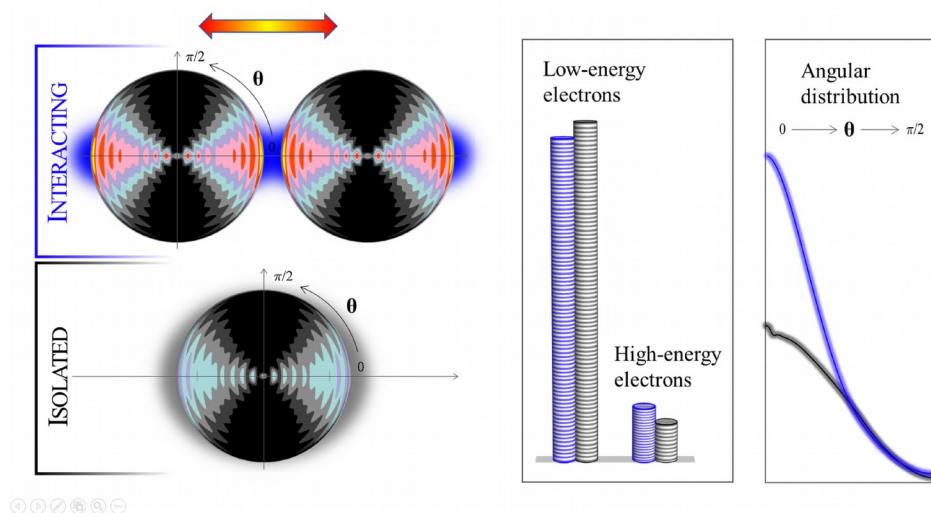 INTERACTING
π/2
θ
0
ISOLATED
π/2
θ
0
Low-energy
electrons
High-energy
electrons
Angular
distribution
0 θ π/2